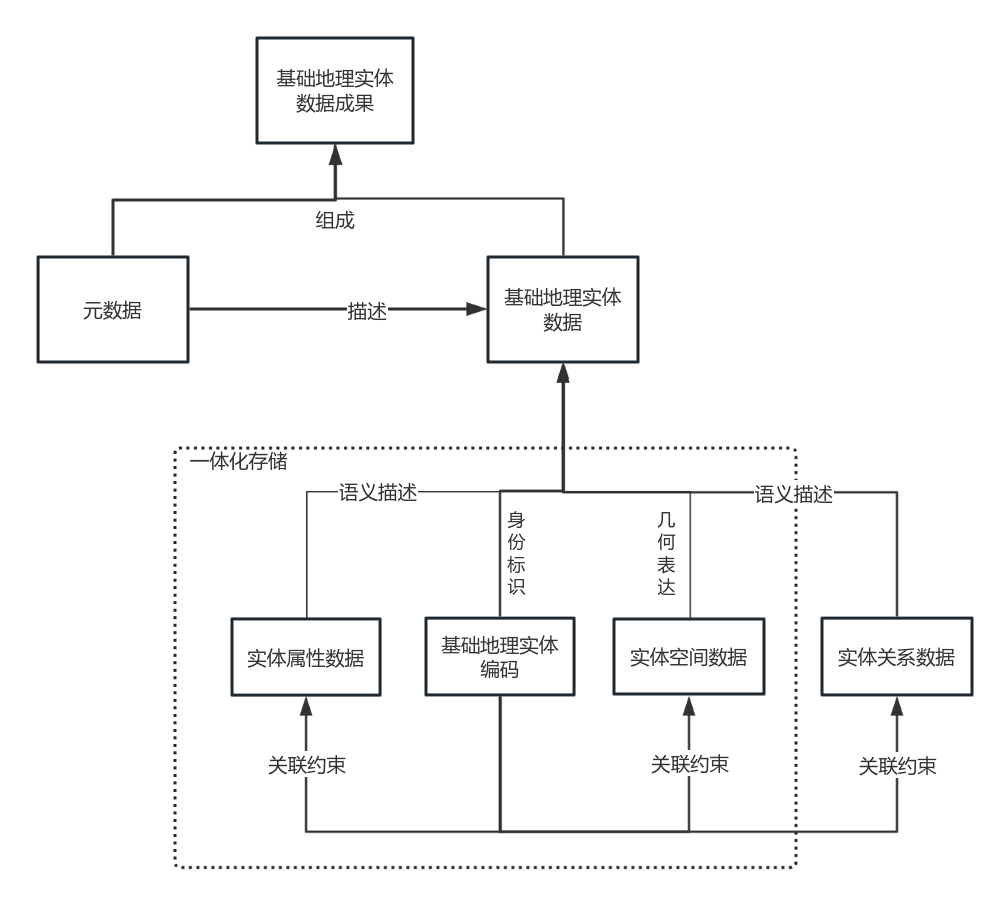 基础地理实体
数据成果
组成
元数据
描述
基础地理实体
数据
一体化存储
语义描述
身份标识
几何表达
语义描述
实体属性数据
基础地理实体
编码
实体空间数据
实体关系数据
关联约束
关联约束
关联约束